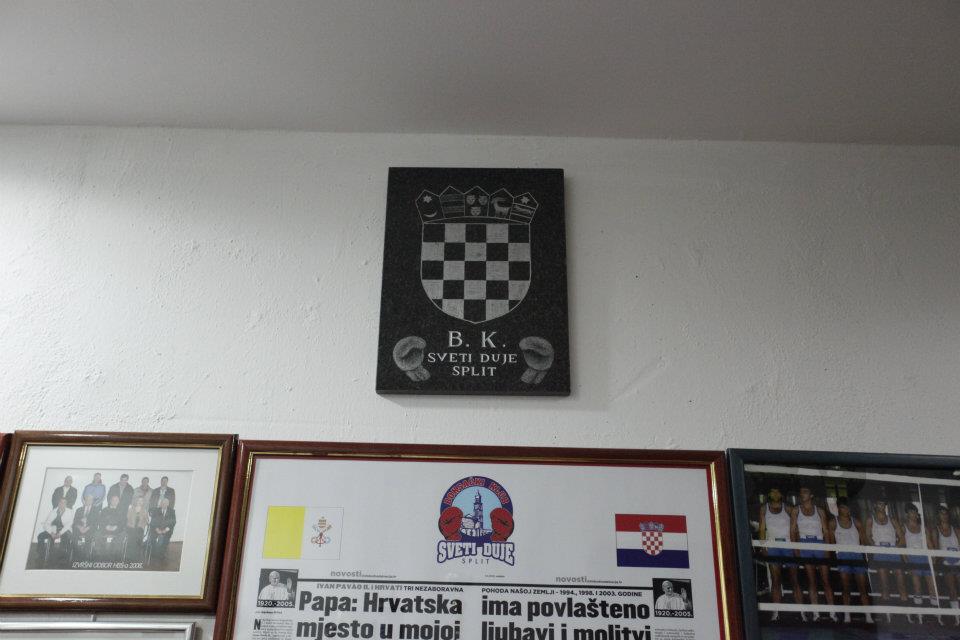 B. K.
SVETI DUJE
SPLIT
IZVRŠNI ODBOR HBS-a 2006.
BOKSAČKI KLUB
SVETI DUJE
SPLIT
novosti
IVAN PAVAO II. I HRVATI TRI NEZABORAVNA
POHODA NAŠOJ ZEMLJI - 1994., 1998. I 2003. GODINE
1920.-2005.
Papa: Hrvatska
mjesto u mojoj
novosti
ima povlašteno
ljubavi i molitvi
1920.-2005.